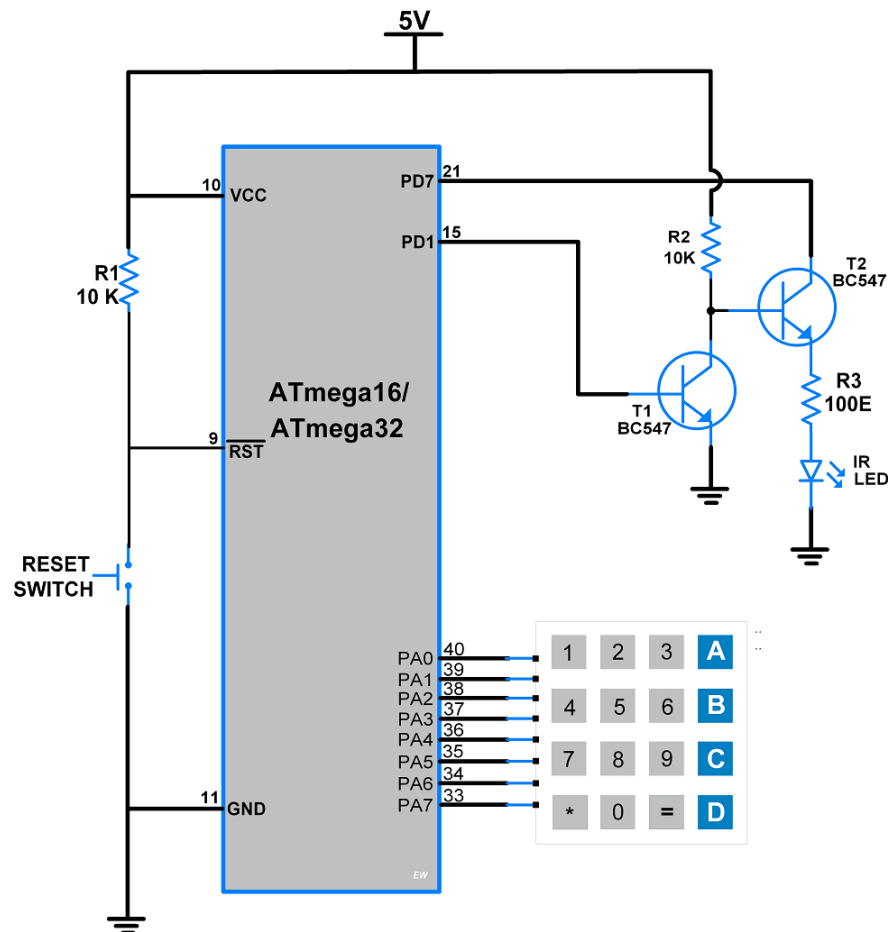 5V
10
VCC
PD7
21
PD1
15
R1
10 K
R2
10K
T2
BC547
ATmega16/
ATmega32
9
RST
T1
BC547
R3
100E
IR
LED
RESET
SWITCH
PA0 40
PA1 39
PA2 38
PA3 37
PA4 36
PA5 35
PA6 34
PA7 33
1 2 3 A
4 5 6 B
7 8 9 C
* 0 = D
11
GND
EW